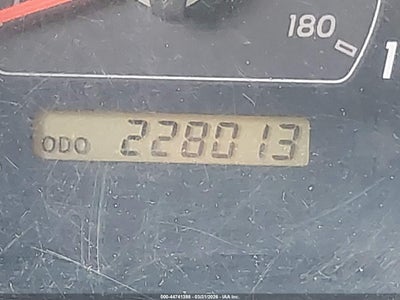 180
1
ODO 228013
000-44741388 - 03/31/2026 - IAA Inc.